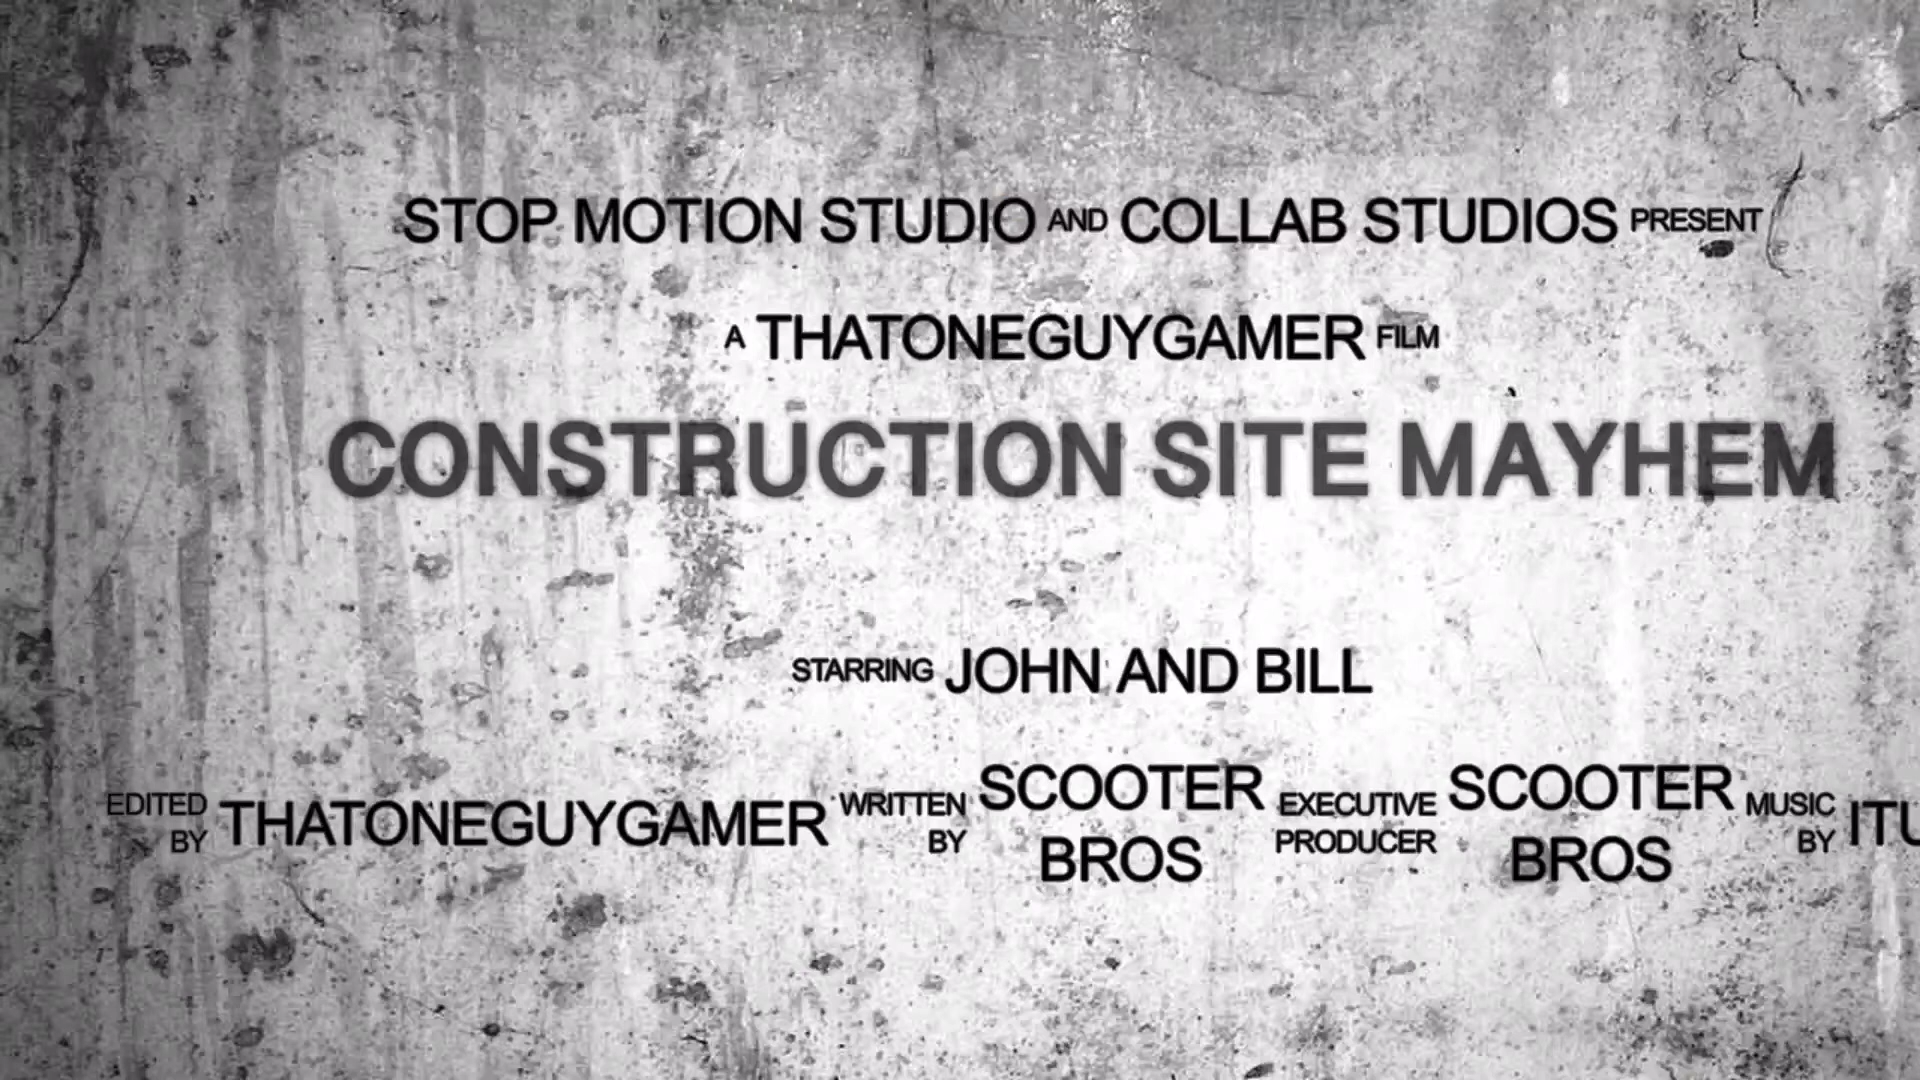 STOP MOTION STUDIO AND COLLAB STUDIOS PRESENT
A THATONEGUYGAMER FILM
CONSTRUCTION SITE MAYHEM
STARRING JOHN AND BILL
EDITED BY THATONEGUYGAMER WRITTEN BY SCOOTER BROS EXECUTIVE PRODUCER SCOOTER BROS MUSIC BY